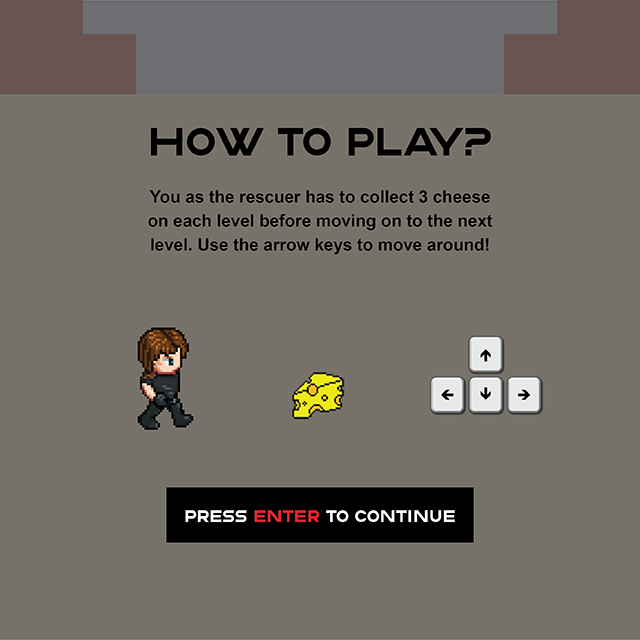 HOW TO PLAY?
You as the rescuer has to collect 3 cheese
on each level before moving on to the next
level. Use the arrow keys to move around!
PRESS ENTER TO CONTINUE